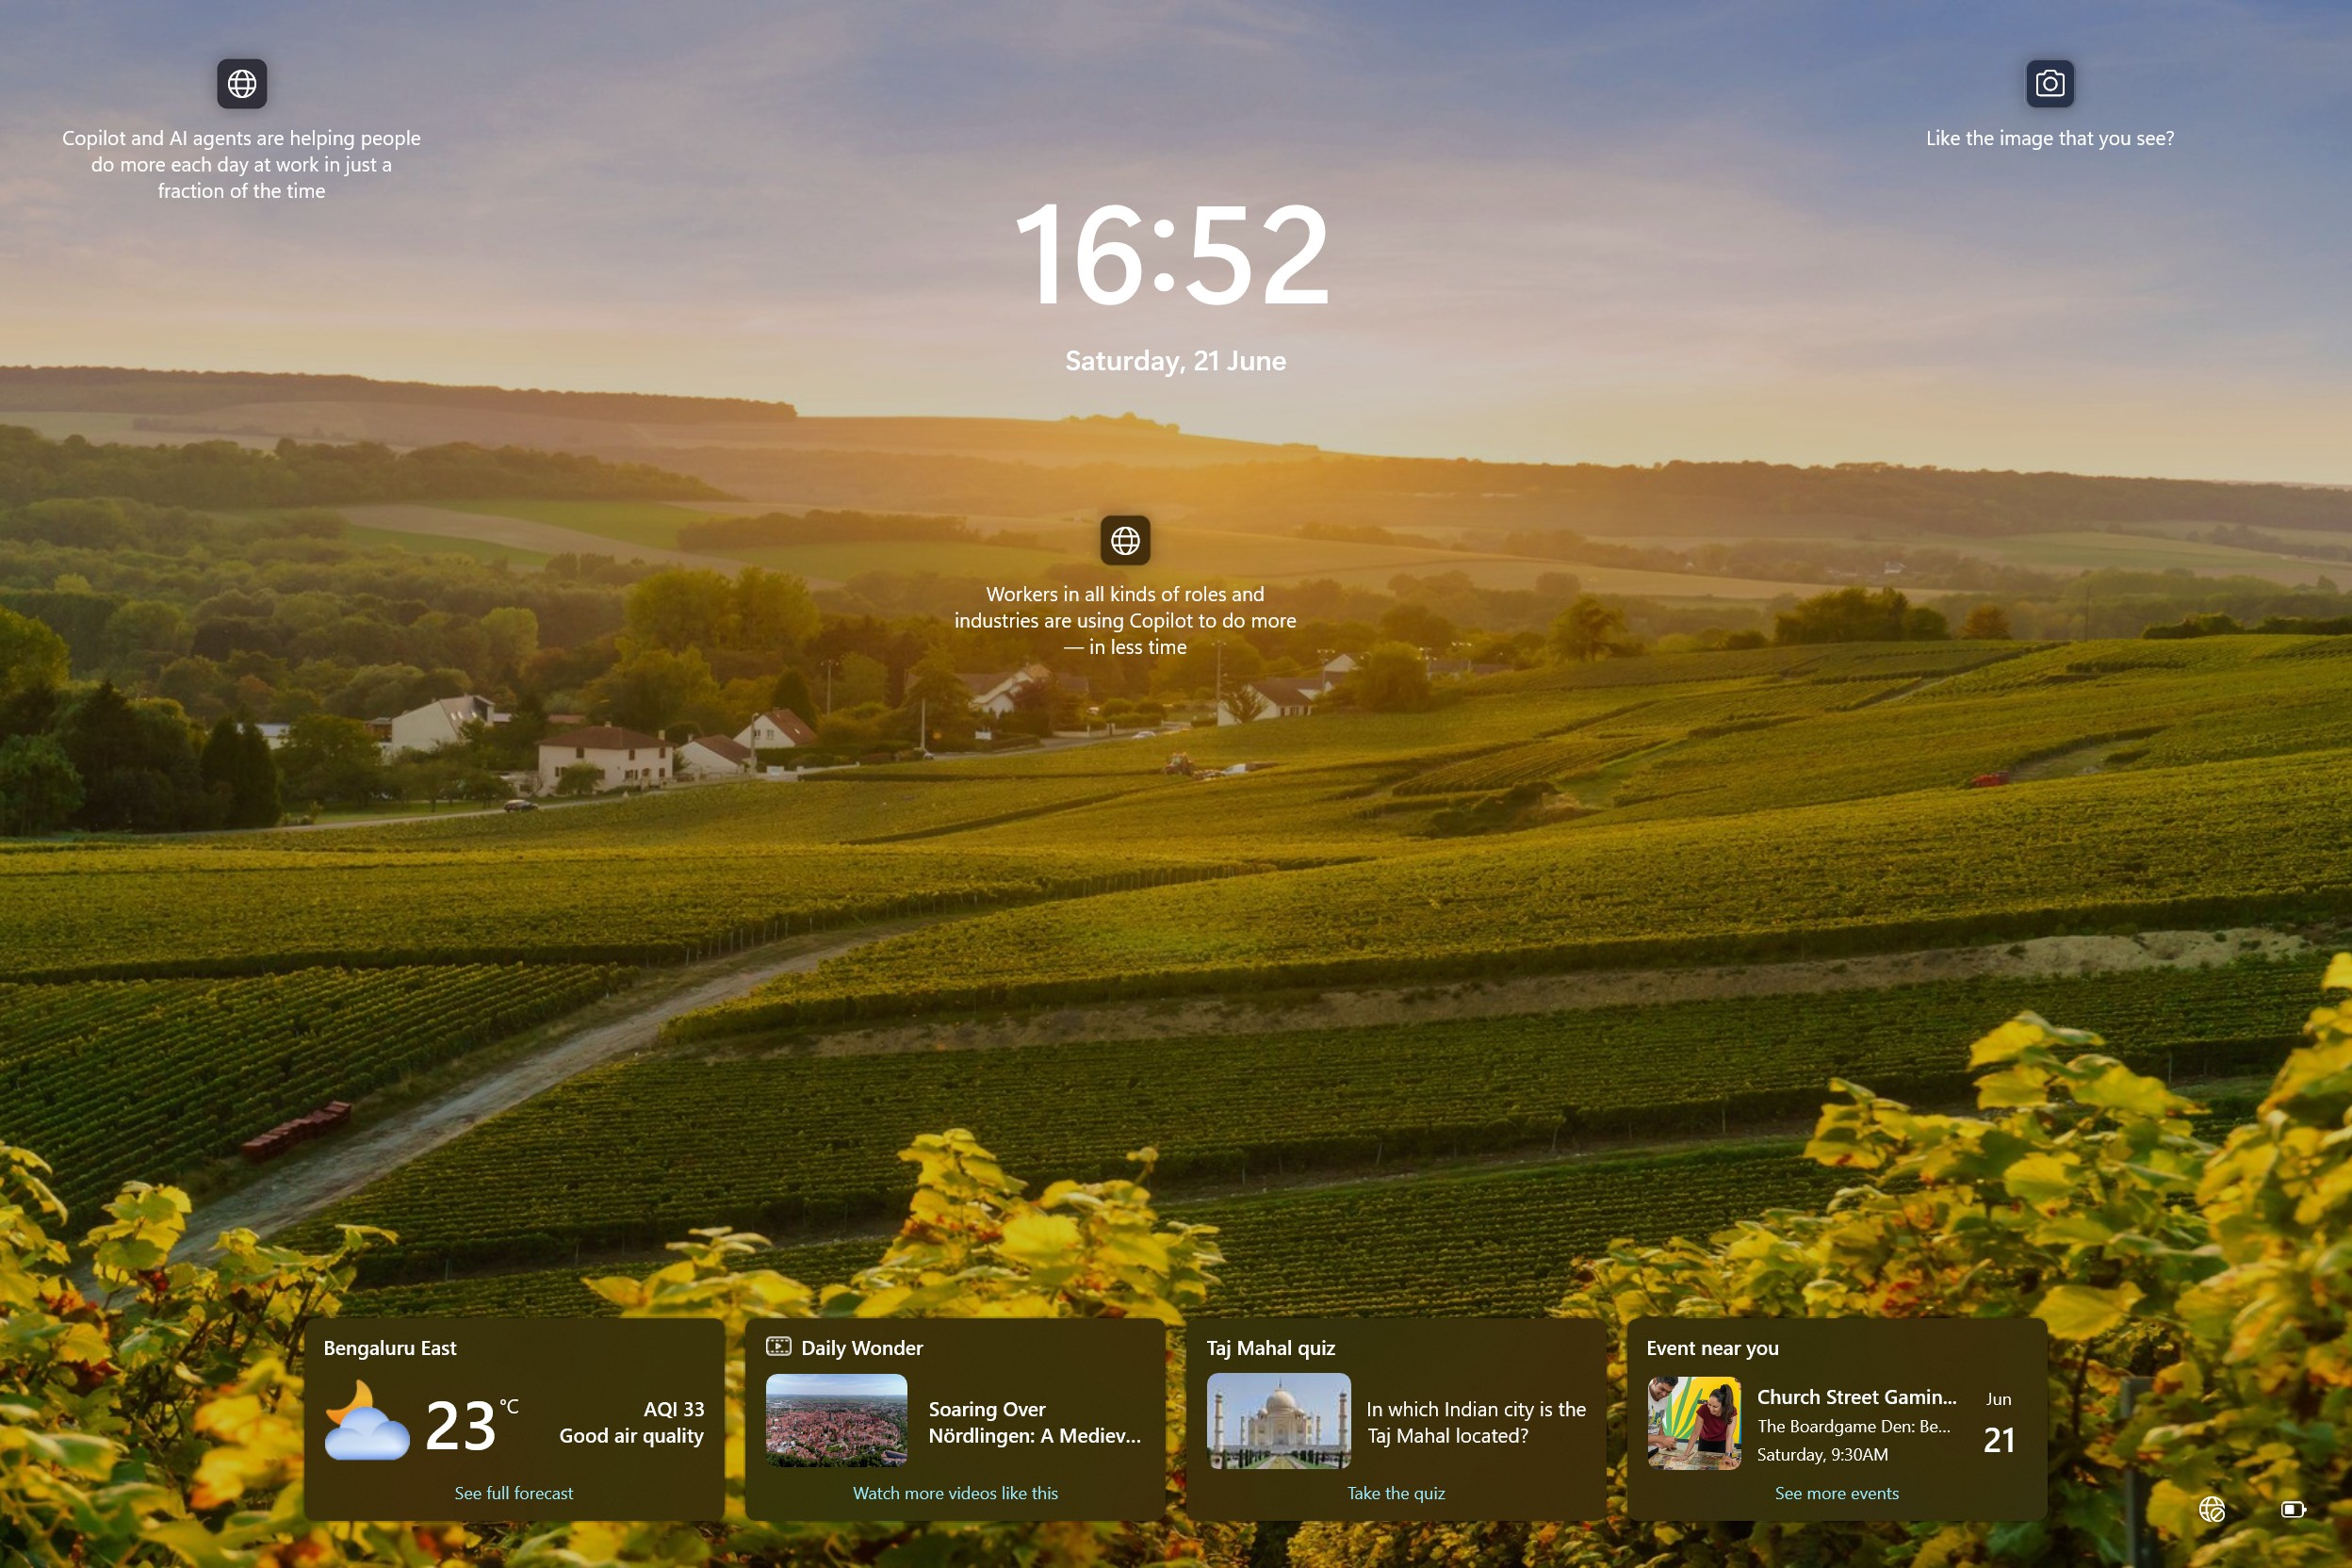 Copilot and AI agents are helping people
do more each day at work in just a
fraction of the time
Like the image that you see?
16:52
Saturday, 21 June
Workers in all kinds of roles and
industries are using Copilot to do more
— in less time
Bengaluru East
23 °C
AQI 33
Good air quality
See full forecast
Daily Wonder
Soaring Over
Nördlingen: A Mediev...
Watch more videos like this
Taj Mahal quiz
In which Indian city is the
Taj Mahal located?
Take the quiz
Event near you
Church Street Gamin...
The Boardgame Den: Be...
Saturday, 9:30AM
Jun
21
See more events